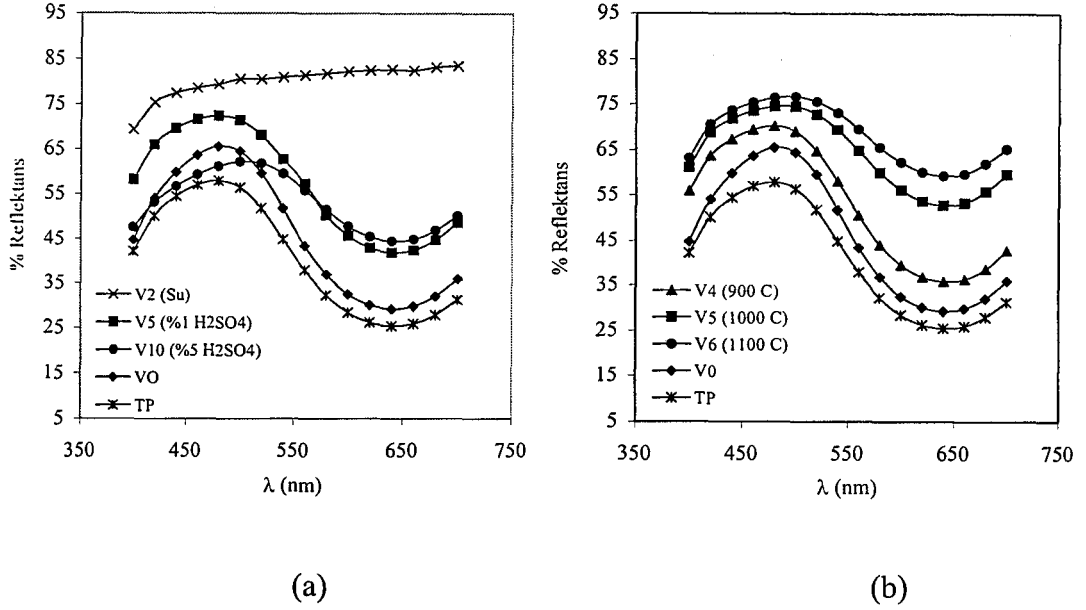 95
85
75
65
55
45
35
25
15
5
% Reflektans
V2 (Su)
V5 (%1 H2SO4)
V10 (%5 H2SO4)
VO
TP
350
450
550
650
750
λ (nm)
(a)
95
85
75
65
55
45
35
25
15
5
% Reflektans
V4 (900 C)
V5 (1000 C)
V6 (1100 C)
V0
TP
350
450
550
650
750
λ (nm)
(b)